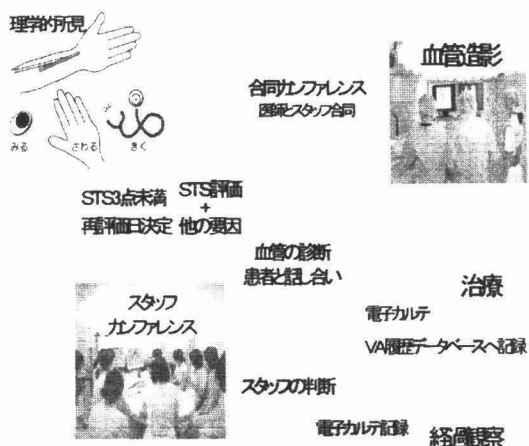 理学的所見
みる
さわる
きく
血管造影
合同カンファレンス
医師とスタッフ合同
STS3点未満
再評価日決定
STS評価
+
他の要因
血管の診断
患者と話し合い
スタッフ
カンファレンス
治療
電子カルテ
VA履歴データベースへ記録
スタッフの判断
電子カルテ記録
経過観察